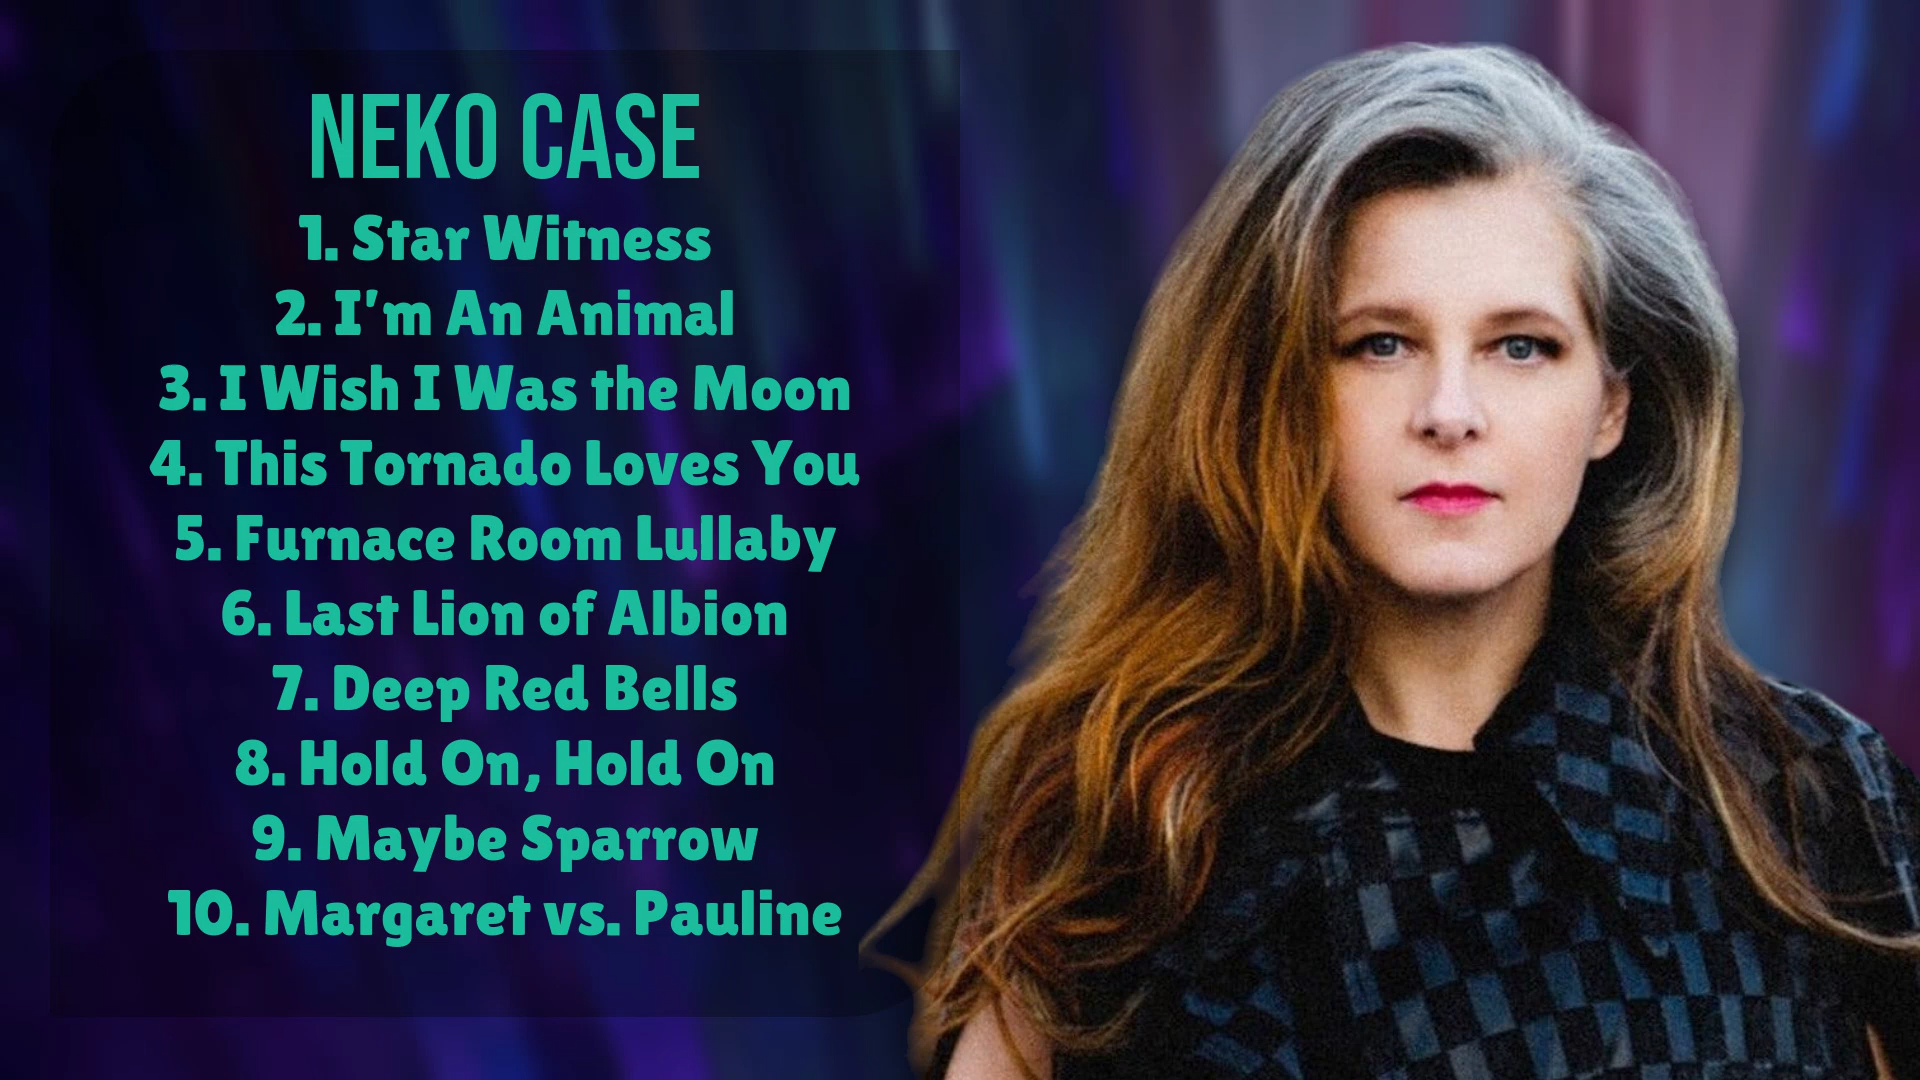 NEKO CASE
1. Star Witness
2. I'm An Animal
3. I Wish I Was the Moon
4. This Tornado Loves You
5. Furnace Room Lullaby
6. Last Lion of Albion
7. Deep Red Bells
8. Hold On, Hold On
9. Maybe Sparrow
10. Margaret vs. Pauline